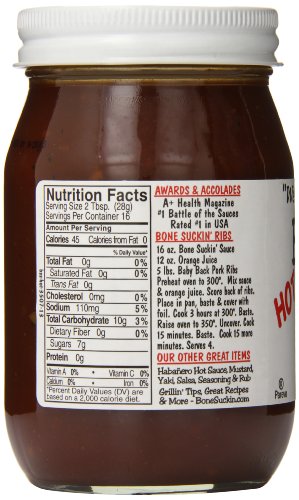 Nutrition Facts
Serving Size 2 Tbsp. (28g)
Servings Per Container 16
Amount Per Serving
Calories 45 Calories from Fat 0
% Daily Value*
Total Fat 0g 0%
Saturated Fat 0g 0%
Trans Fat 0g
Cholesterol 0mg 0%
Sodium 110mg 5%
Total Carbohydrate 10g 3%
Dietary Fiber 0g 0%
Sugars 7g
Protein 0g
Vitamin A 0% • Vitamin C 0%
Calcium 0% • Iron 0%
*Percent Daily Values (DV) are
based on a 2,000 calorie diet.
AWARDS & ACCOLADES
A+ Health Magazine
#1 Battle of the Sauces
Rated #1 in USA
BONE SUCKIN' RIBS
16 oz. Bone Suckin' Sauce
12 oz. Orange Juice
5 lbs. Baby Back Pork Ribs
Preheat oven to 300°. Mix sauce
& orange juice. Score back of ribs.
Place in pan, baste & cover with
foil. Cook 3 hours at 300°. Baste.
Raise oven to 350°. Uncover. Cook
15 minutes. Baste. Cook 15 more
minutes. Serves 4.
OUR OTHER GREAT ITEMS
Habañero Hot Sauce, Mustard,
Yaki, Salsa, Seasoning & Rub
Grillin' Tips, Great Recipes
& More - BoneSuckin.com
HOT
Pareve